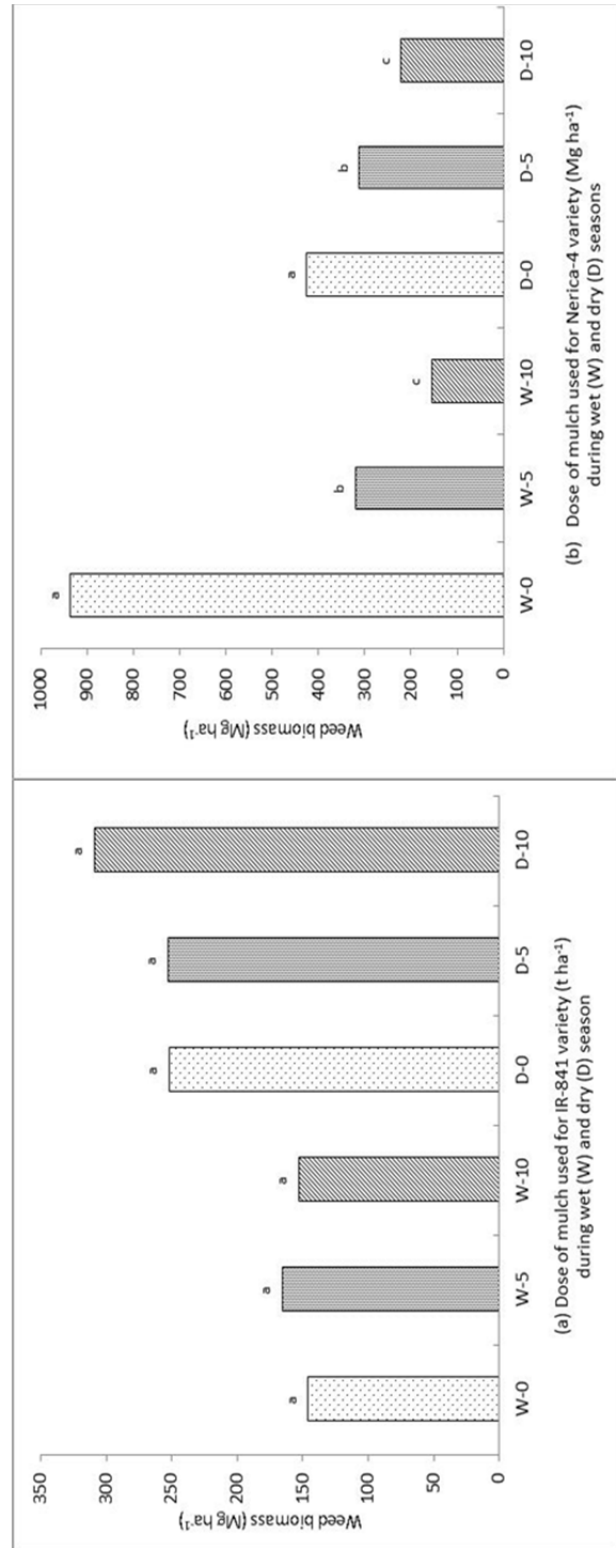 350
300
250
200
150
100
50
0
Weed biomass (Mg ha⁻¹)
a
a
a
a
a
a
W-0 W-5 W-10 D-0 D-5 D-10
(a) Dose of mulch used for IR-841 variety (t ha⁻¹)
during wet (W) and dry (D) season
1000
900
800
700
600
500
400
300
200
100
0
Weed biomass (Mg ha⁻¹)
a
b
c
a
b
c
W-0 W-5 W-10 D-0 D-5 D-10
(b) Dose of mulch used for Nerica-4 variety (Mg ha⁻¹)
during wet (W) and dry (D) seasons